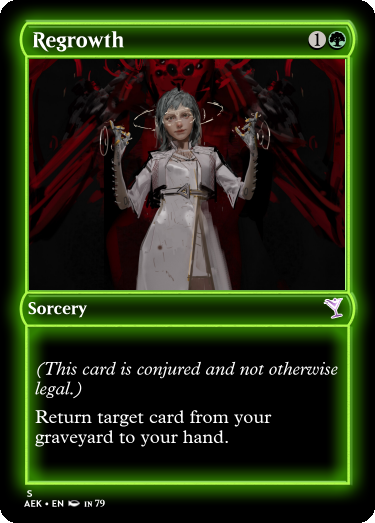 Regrowth 1
Sorcery
(This card is conjured and not otherwise
legal.)
Return target card from your
graveyard to your hand.
S
AEK • EN IN 79